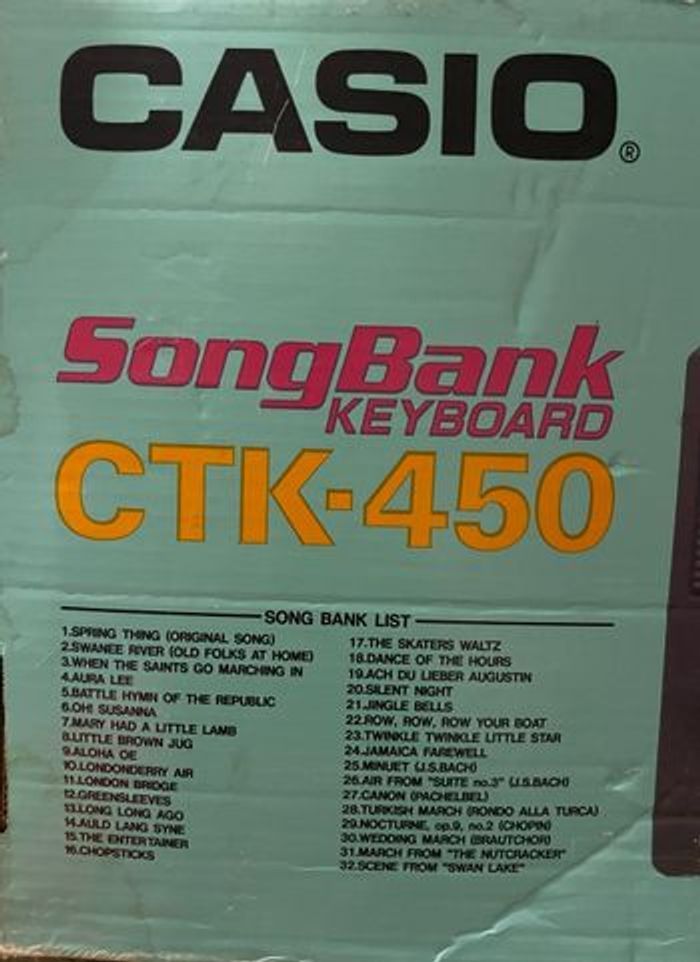 CASIO®
SongBank
KEYBOARD
CTK-450
SONG BANK LIST
1.SPRING THING (ORIGINAL SONG)
2.SWANEE RIVER (OLD FOLKS AT HOME)
3.WHEN THE SAINTS GO MARCHING IN
4.AURA LEE
5.BATTLE HYMN OF THE REPUBLIC
6.OH! SUSANNA
7.MARY HAD A LITTLE LAMB
8.LITTLE BROWN JUG
9.ALOHA OE
10.LONDONDERRY AIR
11.LONDON BRIDGE
12.GREENSLEEVES
13.LONG LONG AGO
14.AULD LANG SYNE
15.THE ENTERTAINER
16.CHOPSTICKS
17.THE SKATERS WALTZ
18.DANCE OF THE HOURS
19.ACH DU LIEBER AUGUSTIN
20.SILENT NIGHT
21.JINGLE BELLS
22.ROW, ROW, ROW YOUR BOAT
23.TWINKLE TWINKLE LITTLE STAR
24.JAMAICA FAREWELL
25.MINUET (J.S.BACH)
26.AIR FROM "SUITE no.3" (J.S.BACH)
27.CANON (PACHELBEL)
28.TURKISH MARCH (RONDO ALLA TURCA)
29.NOCTURNE, op.9, no.2 (CHOPIN)
30.WEDDING MARCH (BRAUTCHOR)
31.MARCH FROM "THE NUTCRACKER"
32.SCENE FROM "SWAN LAKE"